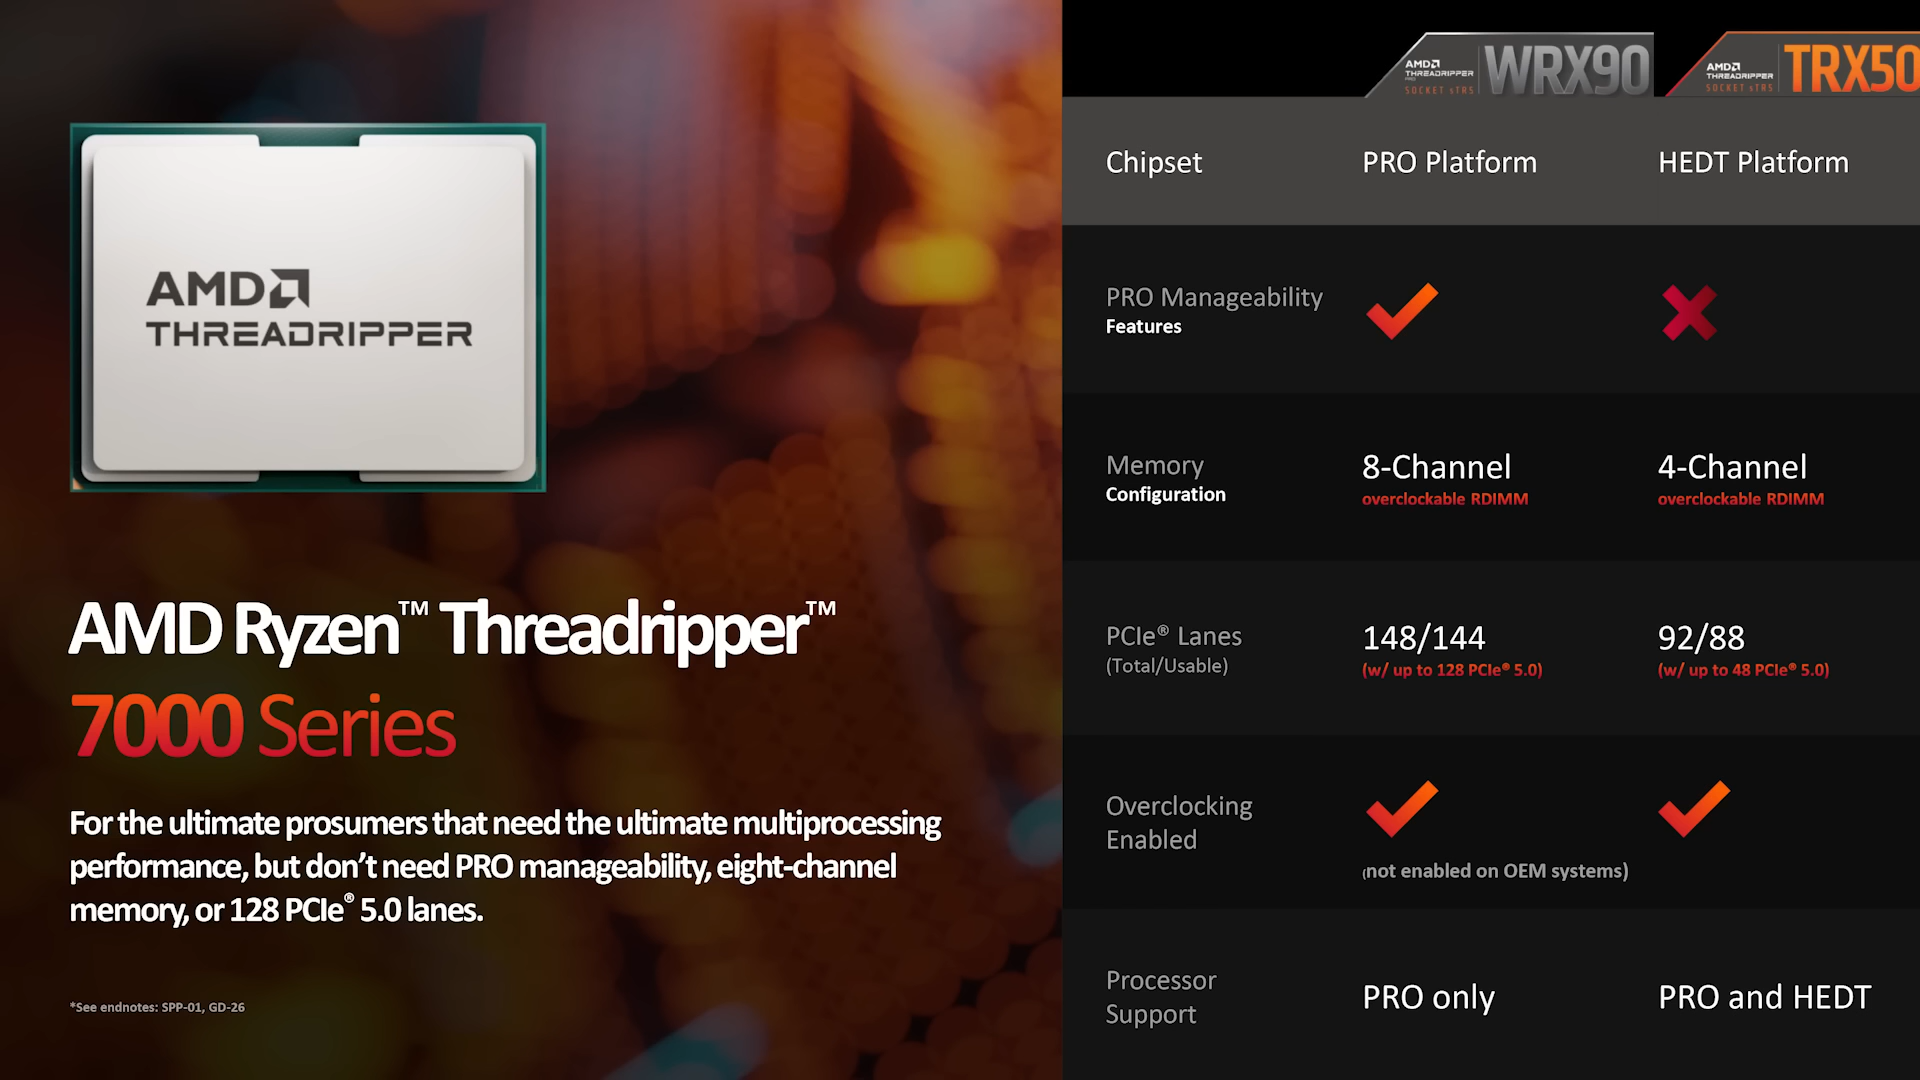 AMD
THREADRIPPER
AMD Ryzen™ Threadripper™
7000 Series
For the ultimate prosumers that need the ultimate multiprocessing
performance, but don't need PRO manageability, eight-channel
memory, or 128 PCIe® 5.0 lanes.
*See endnotes: SPP-01, GD-26
AMD THREADRIPPER PRO SOCKET sTR5 WRX90
AMD THREADRIPPER SOCKET sTR5 TRX50
Chipset PRO Platform HEDT Platform
PRO Manageability
Features
Memory 8-Channel 4-Channel
Configuration overclockable RDIMM overclockable RDIMM
PCIe® Lanes 148/144 92/88
(Total/Usable) (w/ up to 128 PCIe® 5.0) (w/ up to 48 PCIe® 5.0)
Overclocking
Enabled
(not enabled on OEM systems)
Processor
Support PRO only PRO and HEDT